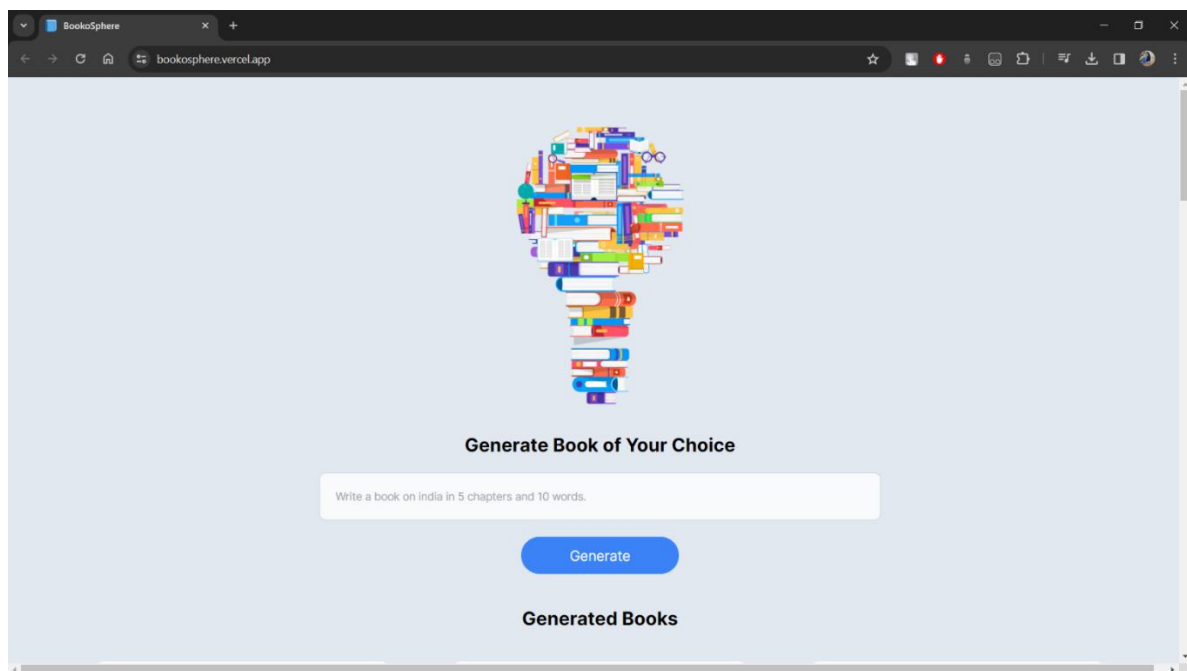 BookoSphere
bookosphere.vercel.app
Generate Book of Your Choice
Write a book on india in 5 chapters and 10 words.
Generate
Generated Books